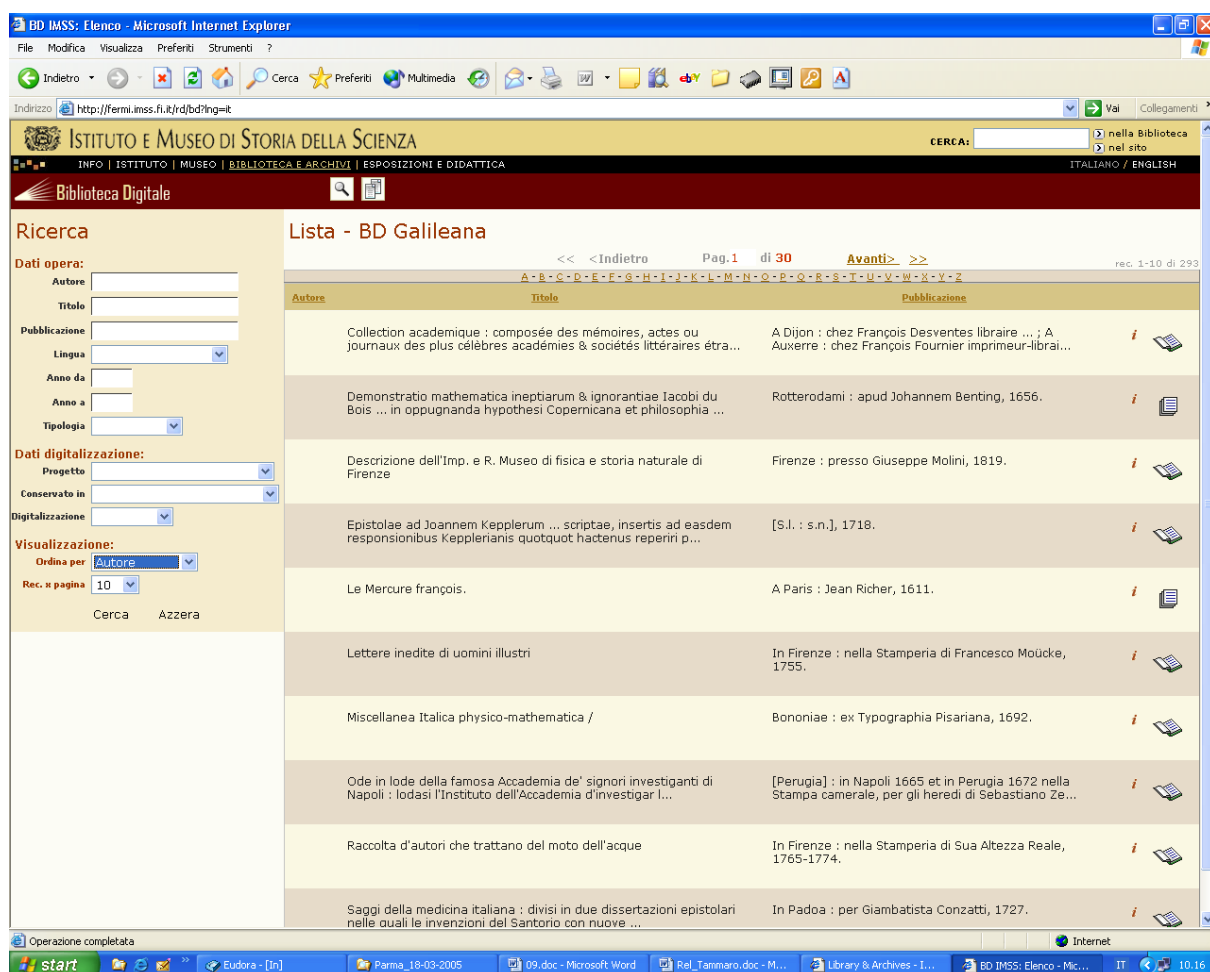 BD IMSS: Elenco - Microsoft Internet Explorer
File Modifica Visualizza Preferiti Strumenti ?
Indietro Cerca Preferiti Multimedia
Indirizzo http://fermi.imss.fi.it/rd/bd?lng=it Vai Collegamenti
ISTITUTO E MUSEO DI STORIA DELLA SCIENZA CERCA: nella Biblioteca
nel sito
INFO | ISTITUTO | MUSEO | BIBLIOTECA E ARCHIVI | ESPOSIZIONI E DIDATTICA ITALIANO / ENGLISH
Biblioteca Digitale
Ricerca
Dati opera:
Autore
Titolo
Pubblicazione
Lingua
Anno da
Anno a
Tipologia
Dati digitalizzazione:
Progetto
Conservato in
Digitalizzazione
Visualizzazione:
Ordina per Autore
Rec. x pagina 10
Cerca Azzera
Lista - BD Galileana
<< <Indietro Pag. 1 di 30 Avanti> >> rec. 1-10 di 293
A - B - C - D - E - F - G - H - I - J - K - L - M - N - O - P - Q - R - S - T - U - V - W - X - Y - Z
Autore Titolo Pubblicazione
Collection academique : composée des mémoires, actes ou A Dijon : chez François Desventes libraire ... ; A
journaux des plus célèbres académies & sociétés littéraires étra... Auxerre : chez François Fournier imprimeur-librai... i
Demonstratio mathematica ineptiarum & ignorantiae Iacobi du Rotterodami : apud Johannem Benting, 1656. i
Bois ... in oppugnanda hypothesi Copernicana et philosophia ...
Descrizione dell'Imp. e R. Museo di fisica e storia naturale di Firenze : presso Giuseppe Molini, 1819. i
Firenze
Epistolae ad Joannem Kepplerum ... scriptae, insertis ad easdem [S.l. : s.n.], 1718. i
responsionibus Kepplerianis quotquot hactenus reperiri p...
Le Mercure françois. A Paris : Jean Richer, 1611. i
Lettere inedite di uomini illustri In Firenze : nella Stamperia di Francesco Moücke, i
1755.
Miscellanea Italica physico-mathematica / Bononiae : ex Typographia Pisariana, 1692. i
Ode in lode della famosa Accademia de' signori investiganti di [Perugia] : in Napoli 1665 et in Perugia 1672 nella i
Napoli : lodasi l'Instituto dell'Accademia d'investigar l... Stampa camerale, per gli heredi di Sebastiano Ze...
Raccolta d'autori che trattano del moto dell'acque In Firenze : nella Stamperia di Sua Altezza Reale, i
1765-1774.
Saggi della medicina italiana : divisi in due dissertazioni epistolari In Padoa : per Giambatista Conzatti, 1727. i
nelle quali le invenzioni del Santorio con nuove ...
Operazione completata Internet
start Eudora - [In] Parma_18-03-2005 09.doc - Microsoft Word Rel_Tammaro.doc - M... Library & Archives - I... BD IMSS: Elenco - Mic... IT 10.16